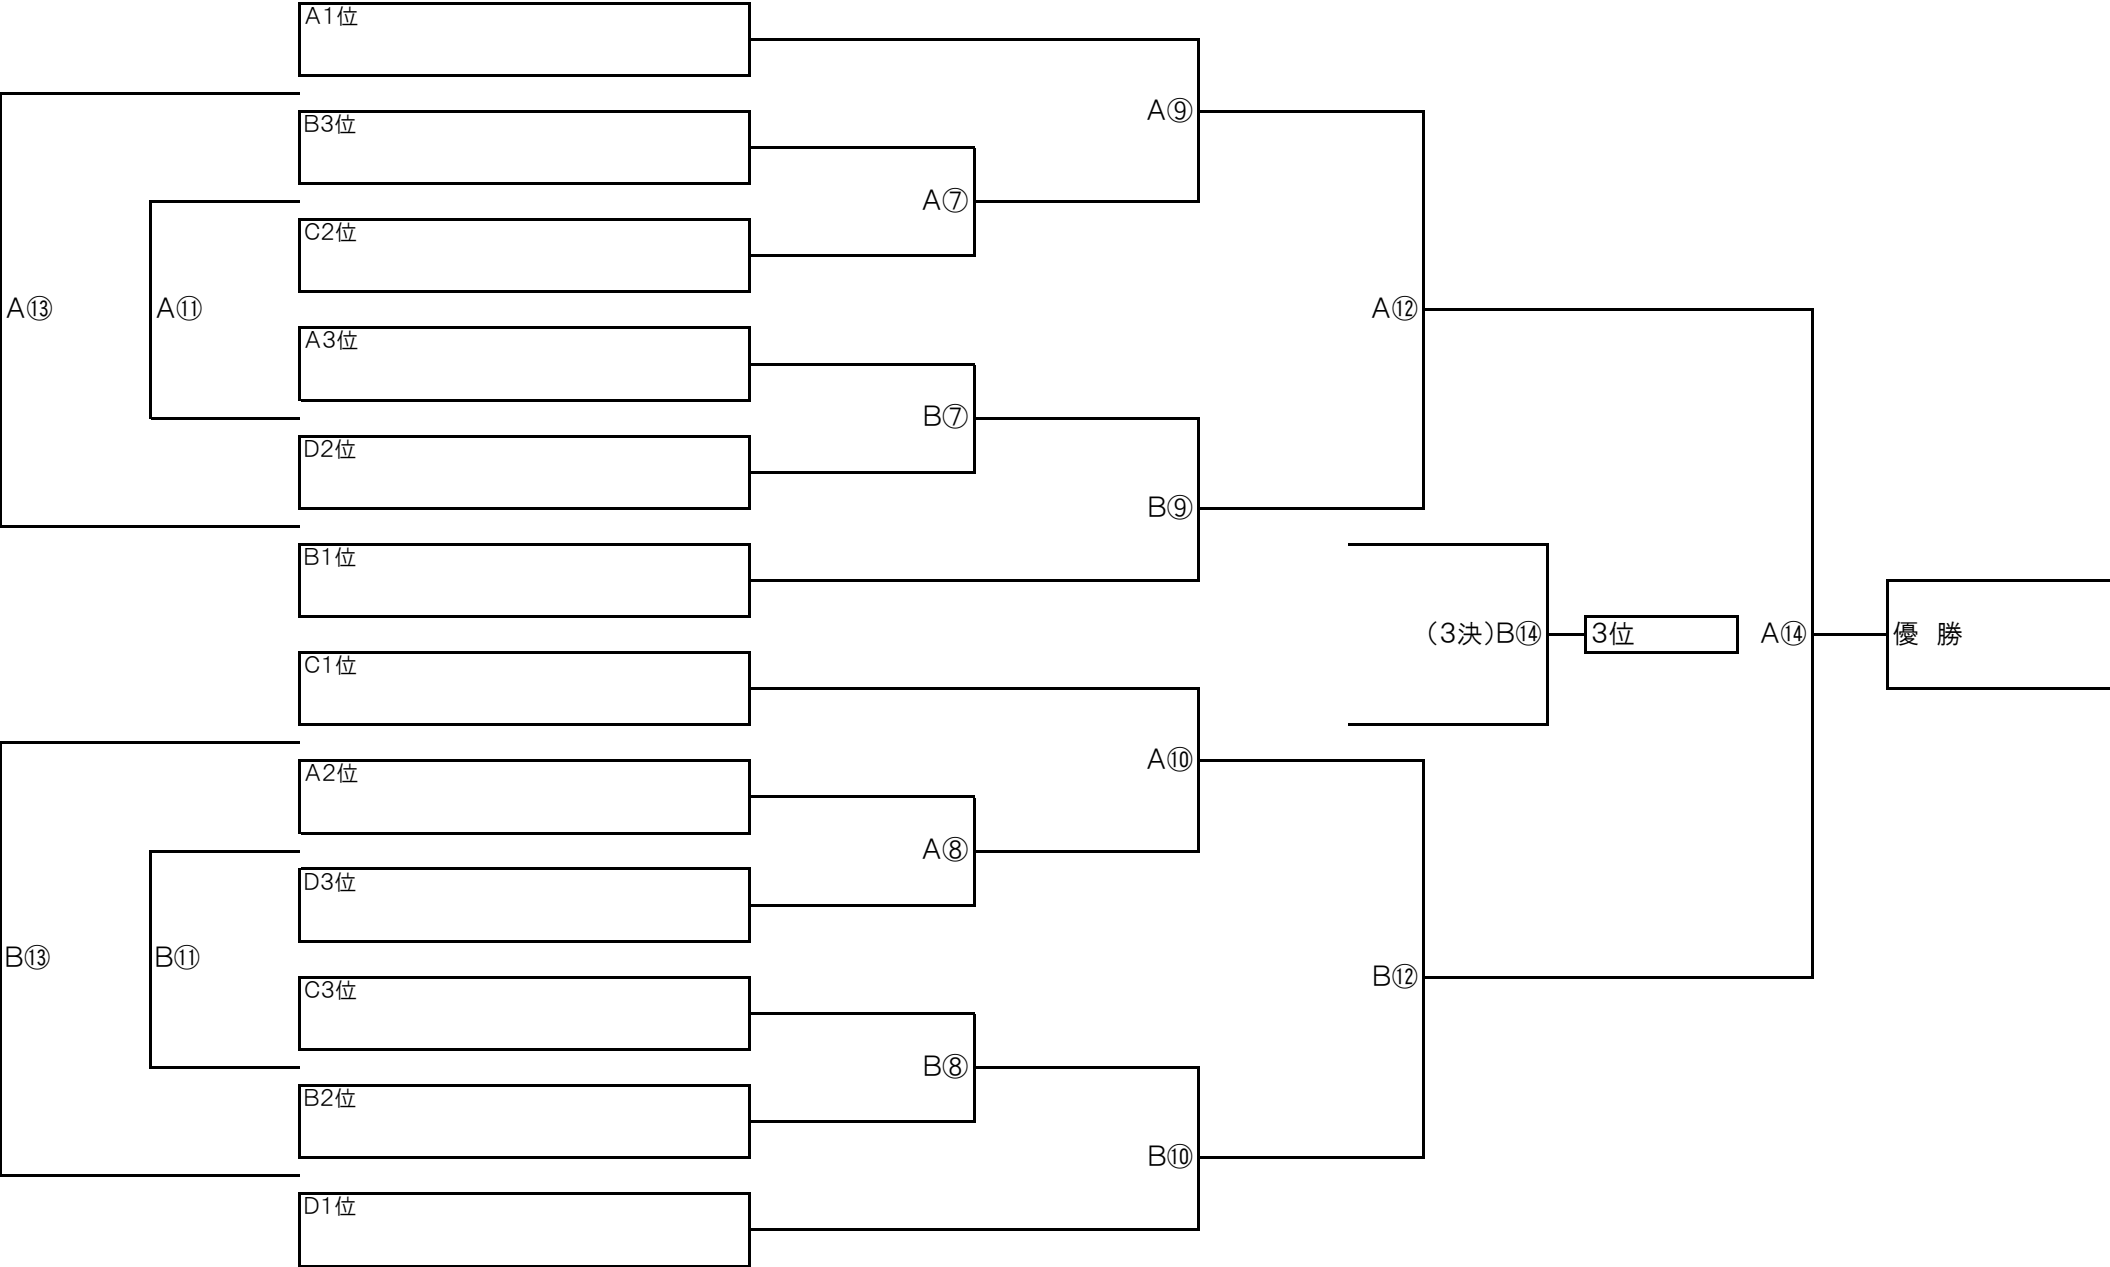 A1位
A⑨
B3位
A⑦
C2位
A⑬
A⑪
A⑫
A3位
B⑦
D2位
B⑨
B1位
(3決)B⑭
3位
A⑭
優 勝
C1位
A⑩
A2位
A⑧
D3位
B⑬
B⑪
B⑫
C3位
B⑧
B2位
B⑩
D1位